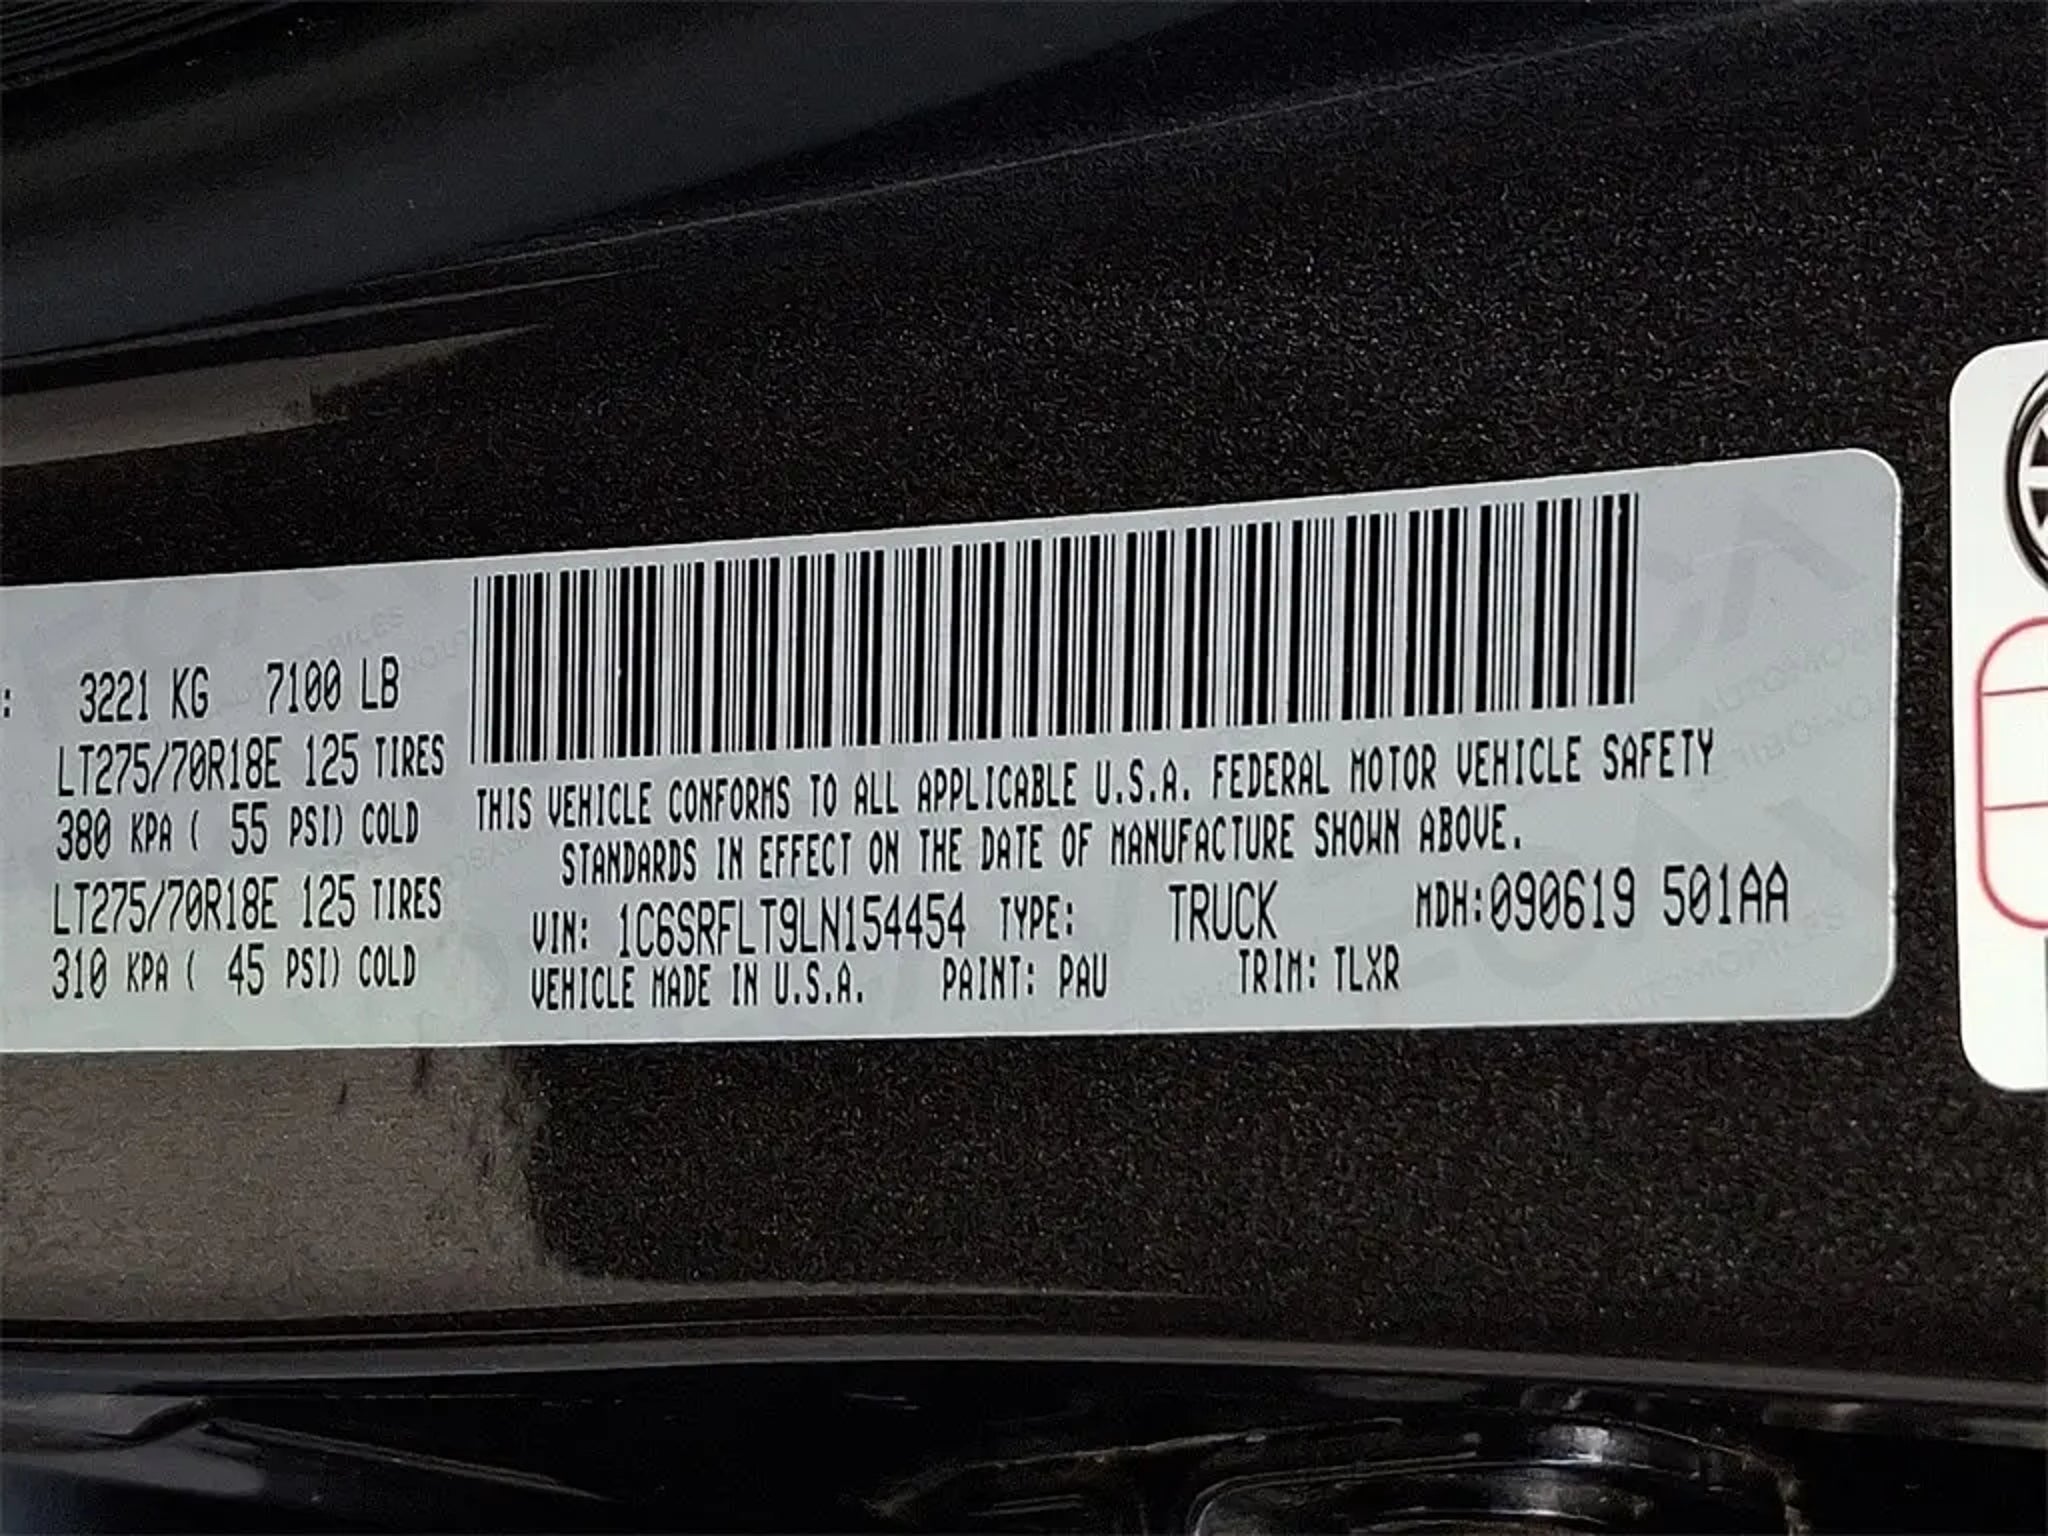 : 3221 KG 7100 LB
LT275/70R18E 125 TIRES
380 KPA ( 55 PSI) COLD
LT275/70R18E 125 TIRES
310 KPA ( 45 PSI) COLD
THIS VEHICLE CONFORMS TO ALL APPLICABLE U.S.A. FEDERAL MOTOR VEHICLE SAFETY
STANDARDS IN EFFECT ON THE DATE OF MANUFACTURE SHOWN ABOVE.
VIN: 1C6SRFLT9LN154454 TYPE: TRUCK MDH:090619 501AA
VEHICLE MADE IN U.S.A. PAINT: PAU TRIM: TLXR